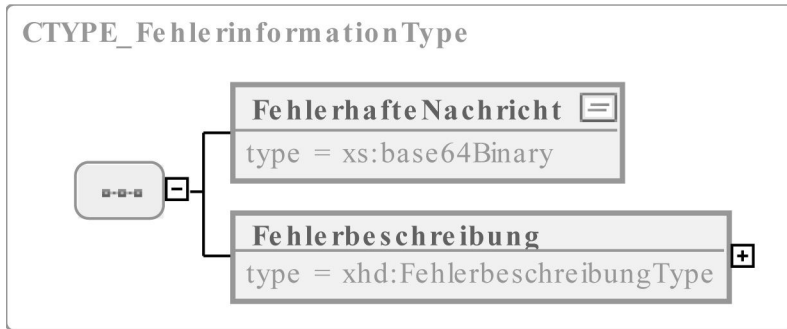 CTYPE_FehlerinformationType
FehlerhafteNachricht
type = xs:base64Binary
Fehlerbeschreibung
type = xhd:FehlerbeschreibungType